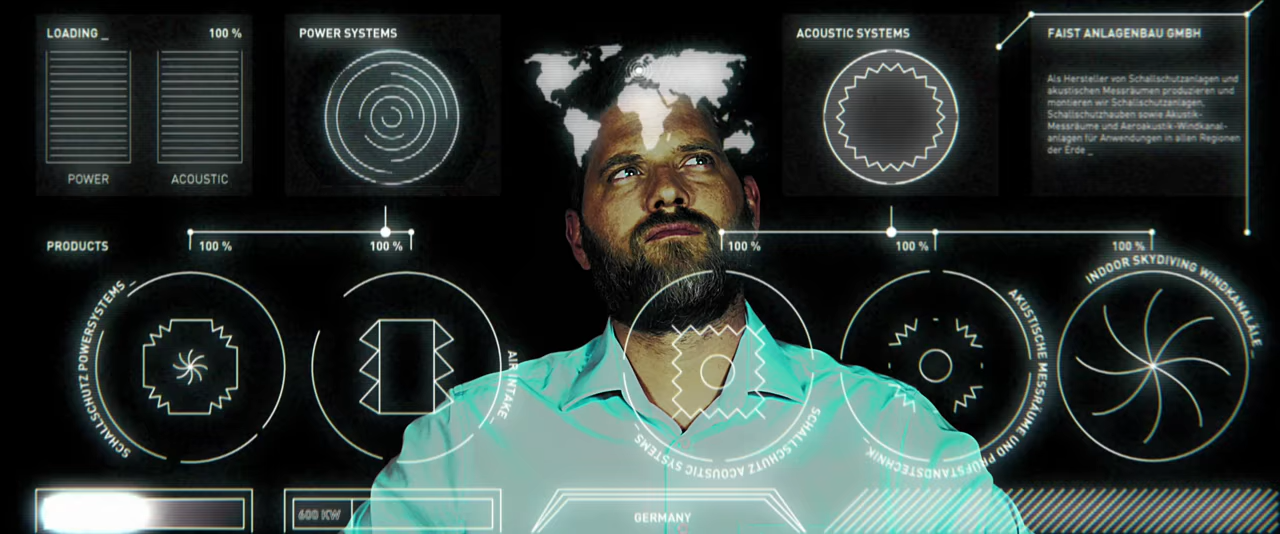 LOADING _
100 %
POWER
ACOUSTIC
POWER SYSTEMS
ACOUSTIC SYSTEMS
FAIST ANLAGENBAU GMBH
Als Hersteller von Schallschutzanlagen und
akustischen Messräumen produzieren und
montieren wir Schallschutzanlagen,
Schallschutzhauben sowie Akustik-
Messräume und Aeroakustik-Windkanal-
anlagen für Anwendungen in allen Regionen
der Erde _
PRODUCTS
100 %
100 %
100 %
100 %
100 %
SCHALLSCHUTZ POWERSYSTEMS _
AIR INTAKE _
SCHALLSCHUTZ ACOUSTIC SYSTEMS
AKUSTISCHE MESSRÄUME UND PRÜFSTANDSTECHNIK _
INDOOR SKYDIVING WINDKANALÄLE _
600 KW
GERMANY